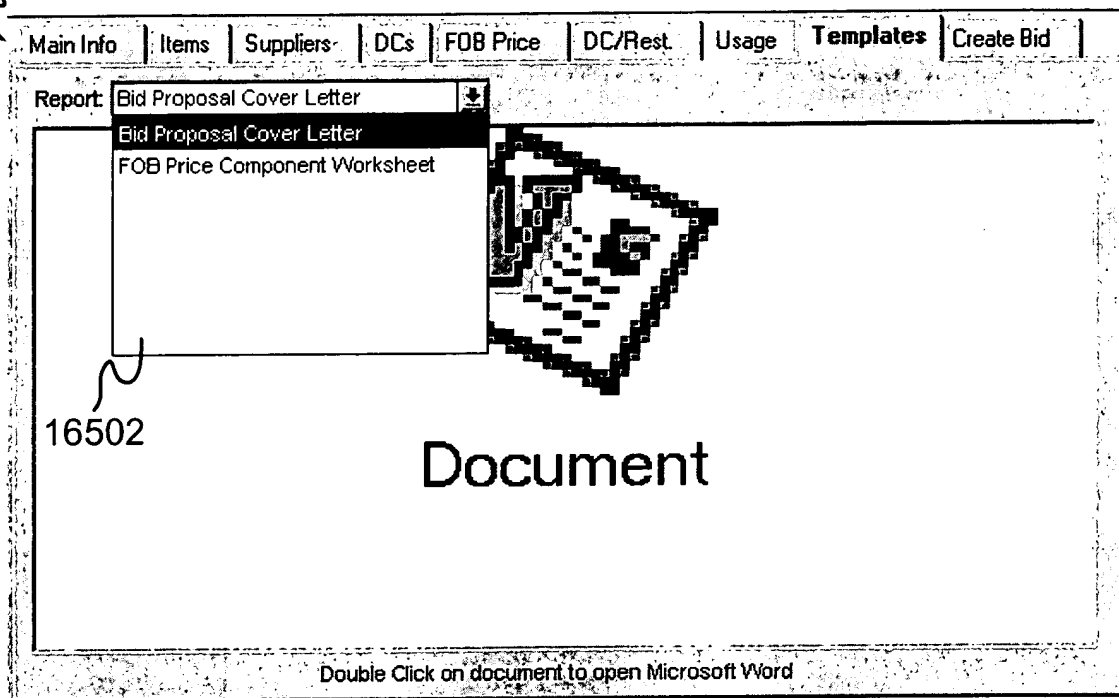 Main Info Items Suppliers DCs FOB Price DC/Rest. Usage Templates Create Bid
Report: Bid Proposal Cover Letter
Bid Proposal Cover Letter
FOB Price Component Worksheet
16502
Document
Double Click on document to open Microsoft Word